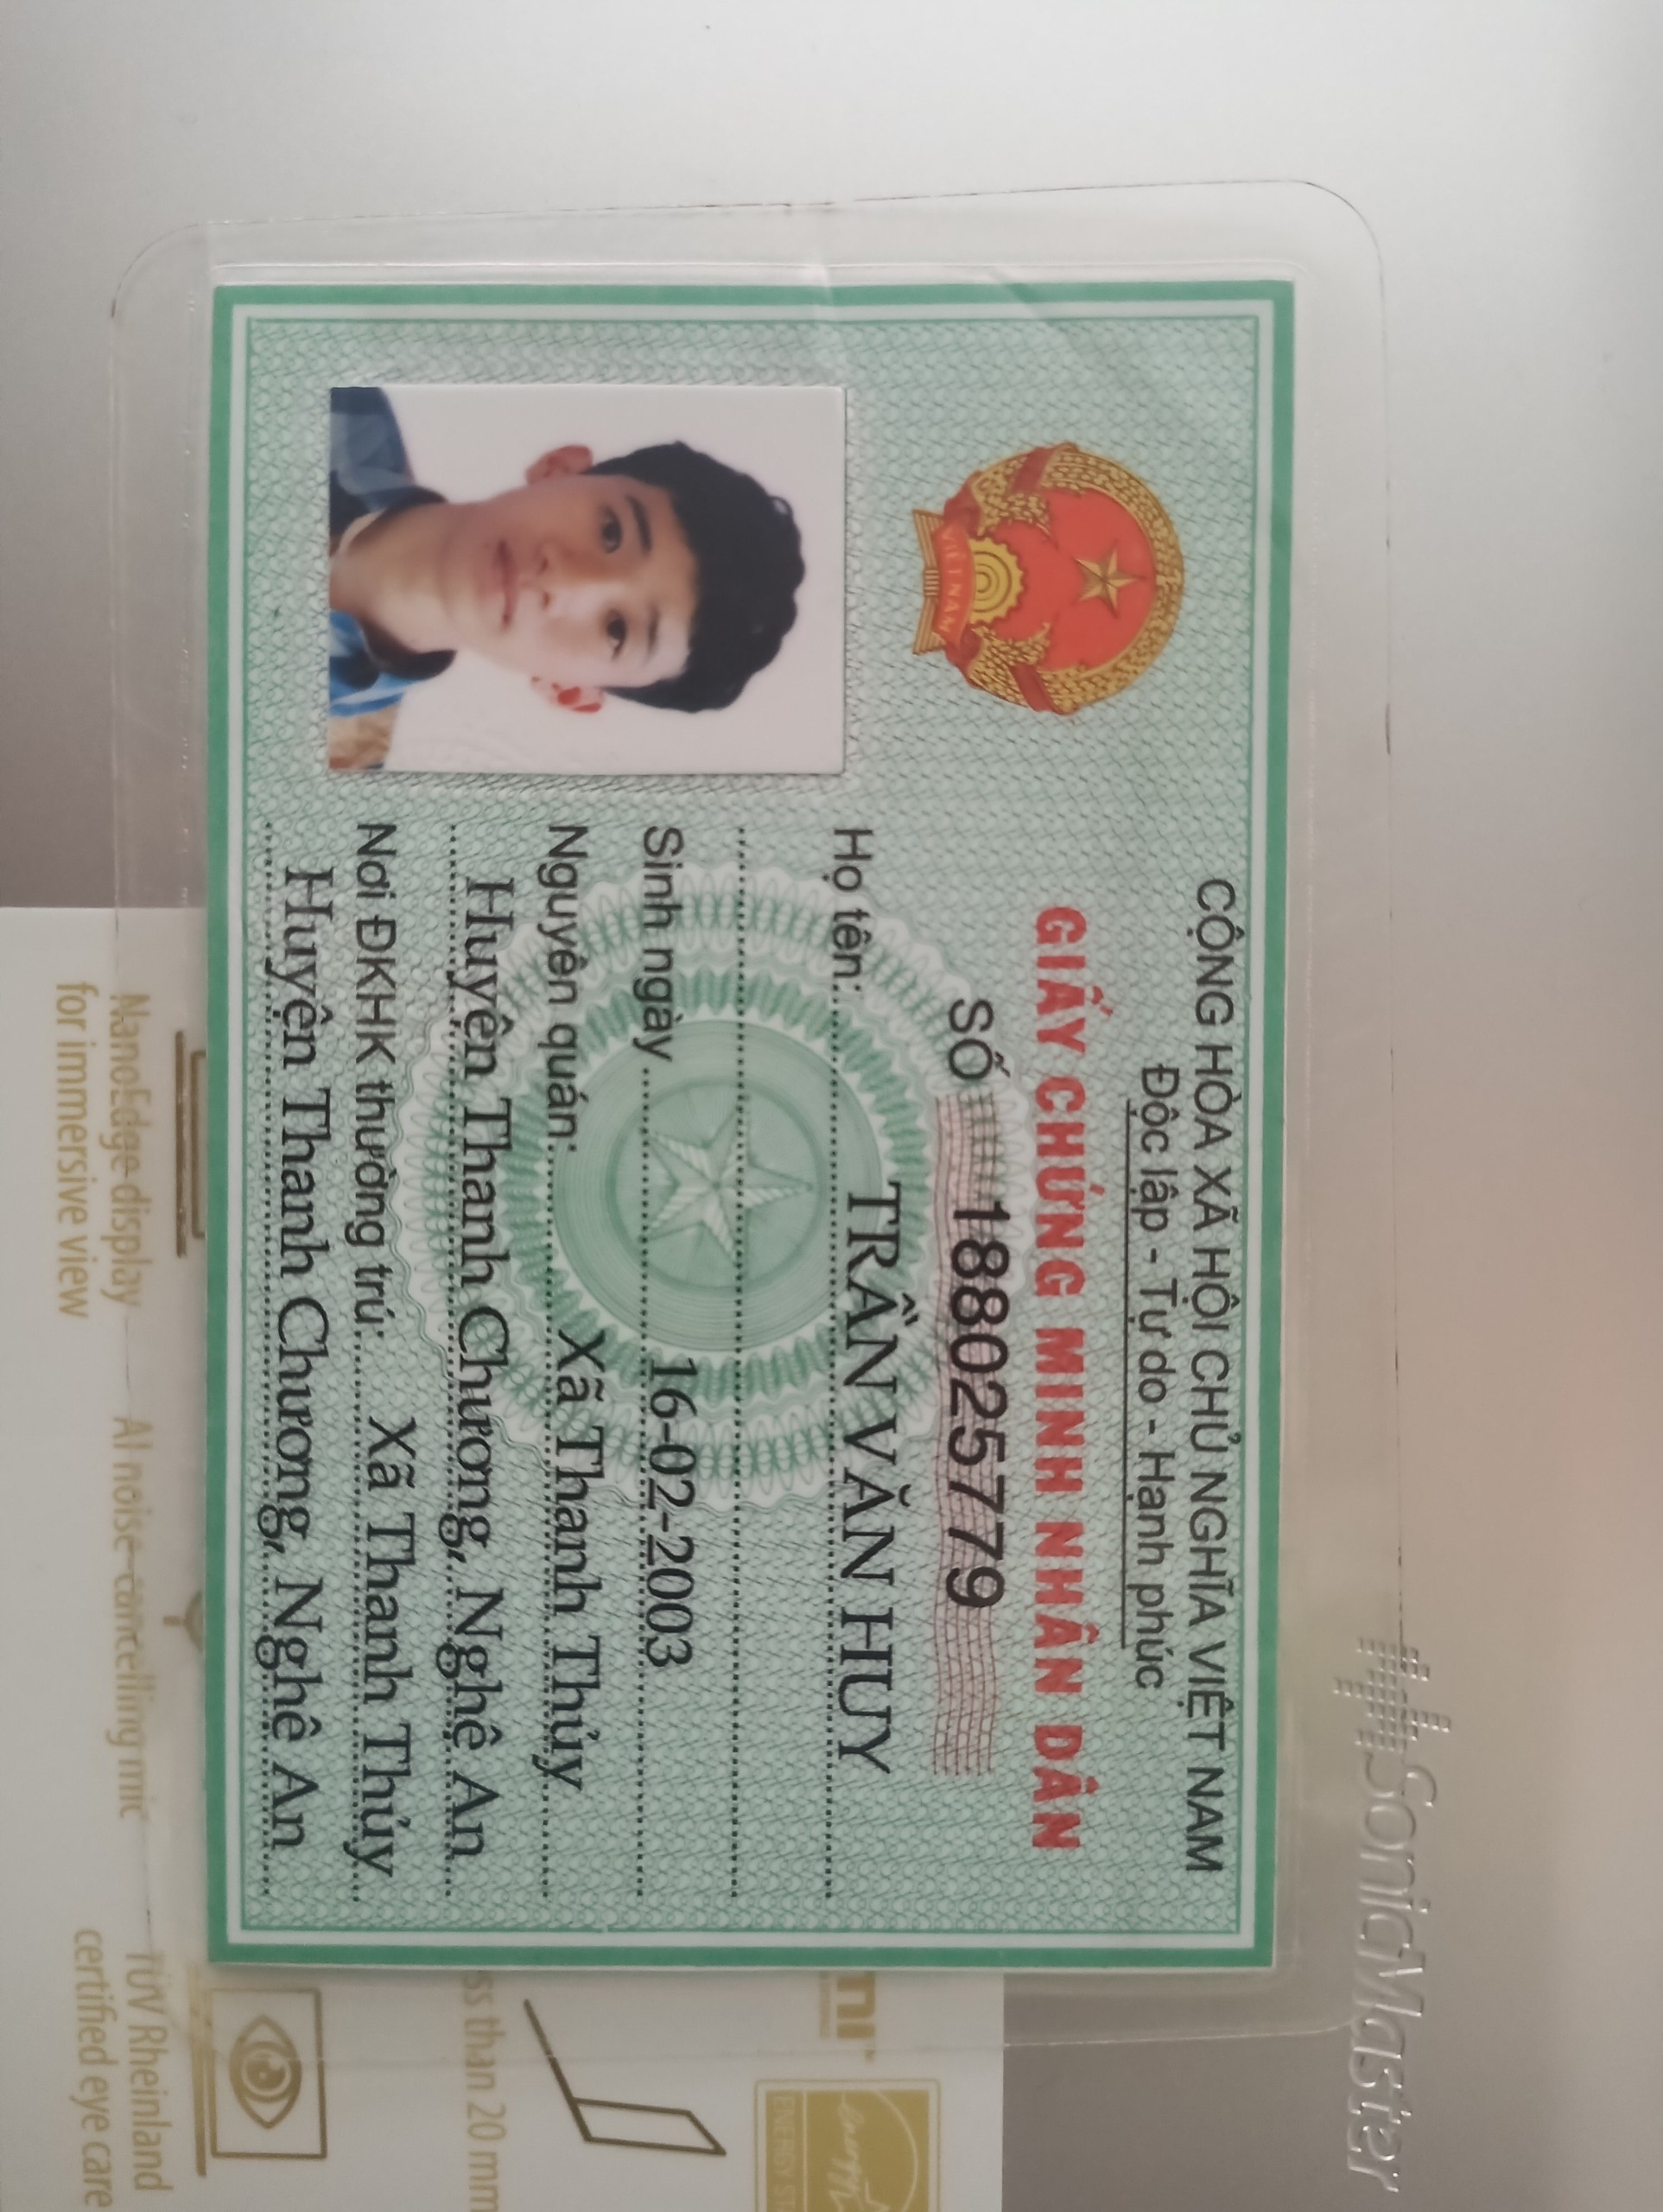 CỘNG HÒA XÃ HỘI CHỦ NGHĨA VIỆT NAM
Độc lập - Tự do - Hạnh phúc
GIẤY CHỨNG MINH NHÂN DÂN
SỐ 188025779
VIỆT NAM
Họ tên: TRẦN VĂN HUY
Sinh ngày 16-02-2003
Nguyên quán: Xã Thanh Thủy
Huyện Thanh Chương, Nghệ An
Nơi ĐKHK thường trú: Xã Thanh Thủy
Huyện Thanh Chương, Nghệ An
SonicMaster
NanoEdge display
for immersive view
AI noise-cancelling mic
TÜV Rheinland
certified eye care
than 20 mm
energy
ENERGY